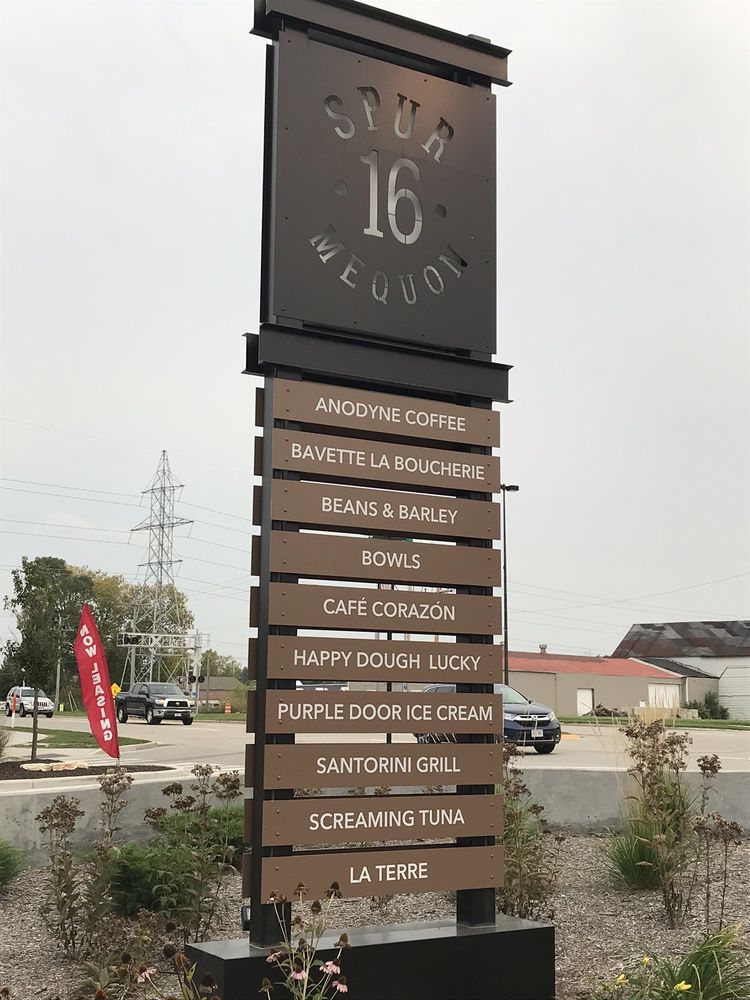 SPUR
16
MEQUON
ANODYNE COFFEE
BAVETTE LA BOUCHERIE
BEANS & BARLEY
BOWLS
CAFÉ CORAZÓN
HAPPY DOUGH LUCKY
PURPLE DOOR ICE CREAM
SANTORINI GRILL
SCREAMING TUNA
LA TERRE
NOW LEASING